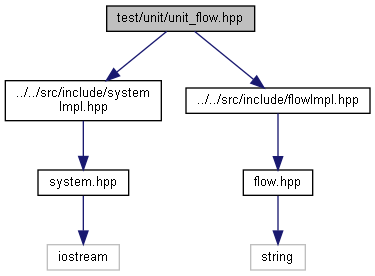 test/unit/unit_flow.hpp
../../src/include/system
Impl.hpp
../../src/include/flowImpl.hpp
system.hpp
flow.hpp
iostream
string